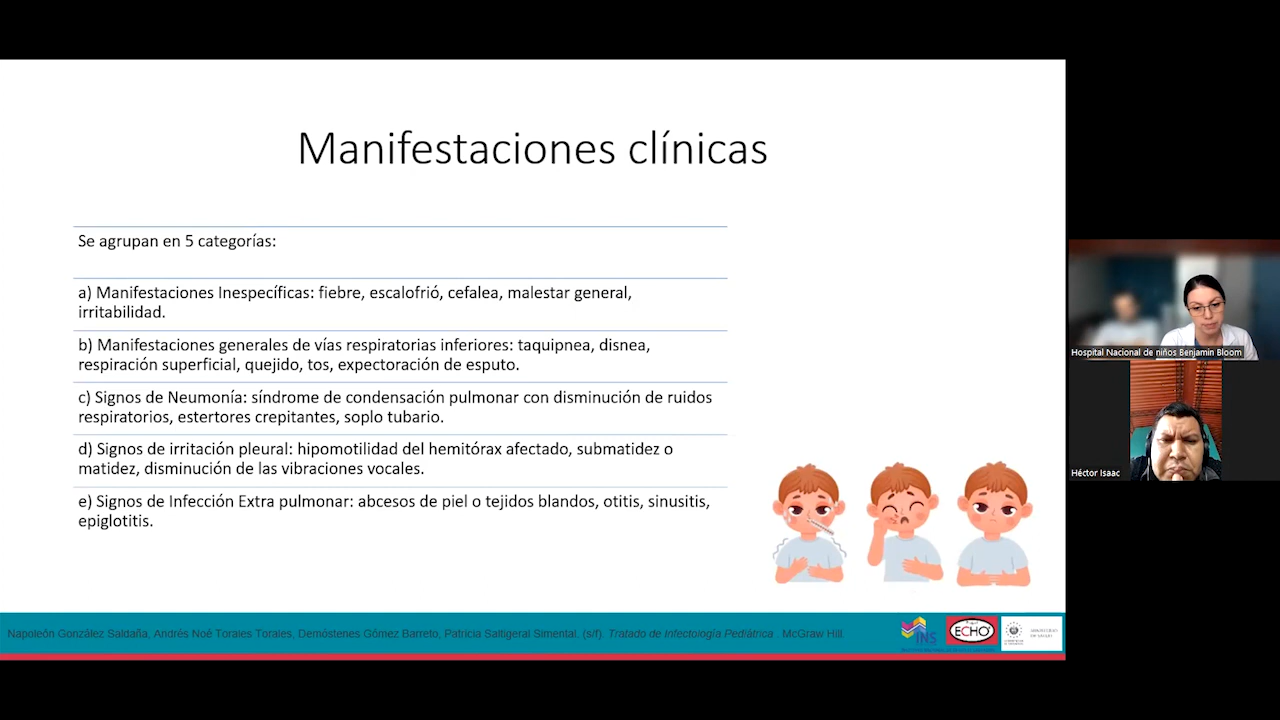 Manifestaciones clínicas
Se agrupan en 5 categorías:
a) Manifestaciones Inespecíficas: fiebre, escalofrió, cefalea, malestar general,
irritabilidad.
b) Manifestaciones generales de vías respiratorias inferiores: taquipnea, disnea,
respiración superficial, quejido, tos, expectoración de esputo.
c) Signos de Neumonía: síndrome de condensación pulmonar con disminución de ruidos
respiratorios, estertores crepitantes, soplo tubario.
d) Signos de irritación pleural: hipomotilidad del hemitórax afectado, submatidez o
matidez, disminución de las vibraciones vocales.
e) Signos de Infección Extra pulmonar: abcesos de piel o tejidos blandos, otitis, sinusitis,
epiglotitis.
Napoleón González Saldaña, Andrés Noé Torales Torales, Demóstenes Gómez Barreto, Patricia Saltigeral Simental. (s/f). Tratado de Infectología Pediátrica McGraw Hill
INS
ECHO
Hospital Nacional de niños Benjamin Bloom
Héctor Isaac